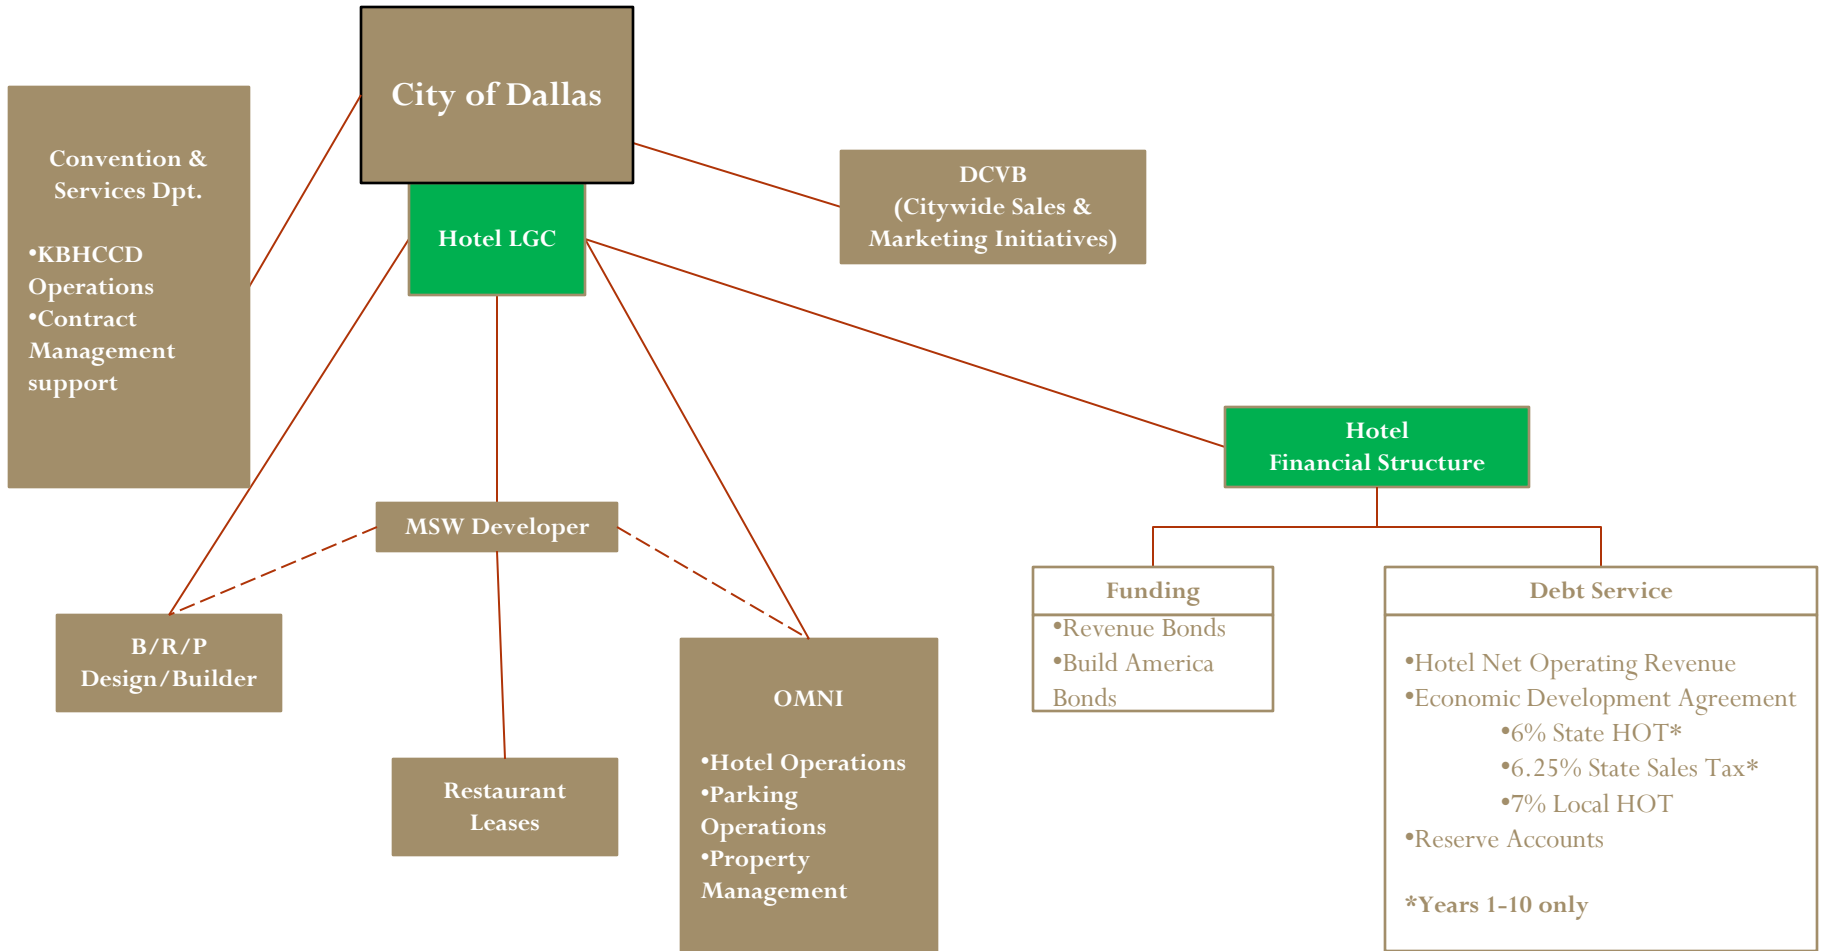 City of Dallas
Convention &
Services Dpt.
•KBHCCD
Operations
•Contract
Management
support
Hotel LGC
DCVB
(Citywide Sales &
Marketing Initiatives)
Hotel
Financial Structure
MSW Developer
B/R/P
Design/Builder
Restaurant
Leases
OMNI
•Hotel Operations
•Parking
Operations
•Property
Management
Funding
•Revenue Bonds
•Build America
Bonds
Debt Service
•Hotel Net Operating Revenue
•Economic Development Agreement
•6% State HOT*
•6.25% State Sales Tax*
•7% Local HOT
•Reserve Accounts
*Years 1-10 only